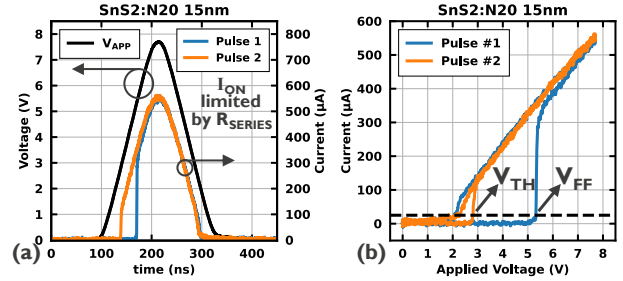 SnS2:N20 15nm
V_APP
Pulse 1
Pulse 2
I_ON
limited
by R_SERIES
Voltage (V)
8
7
6
5
4
3
2
1
0
Current (µA)
800
700
600
500
400
300
200
100
0
0
100
200
300
400
time (ns)
(a)
SnS2:N20 15nm
Pulse #1
Pulse #2
V_TH
V_FF
Current (µA)
600
500
400
300
200
100
0
0
1
2
3
4
5
6
7
8
Applied Voltage (V)
(b)